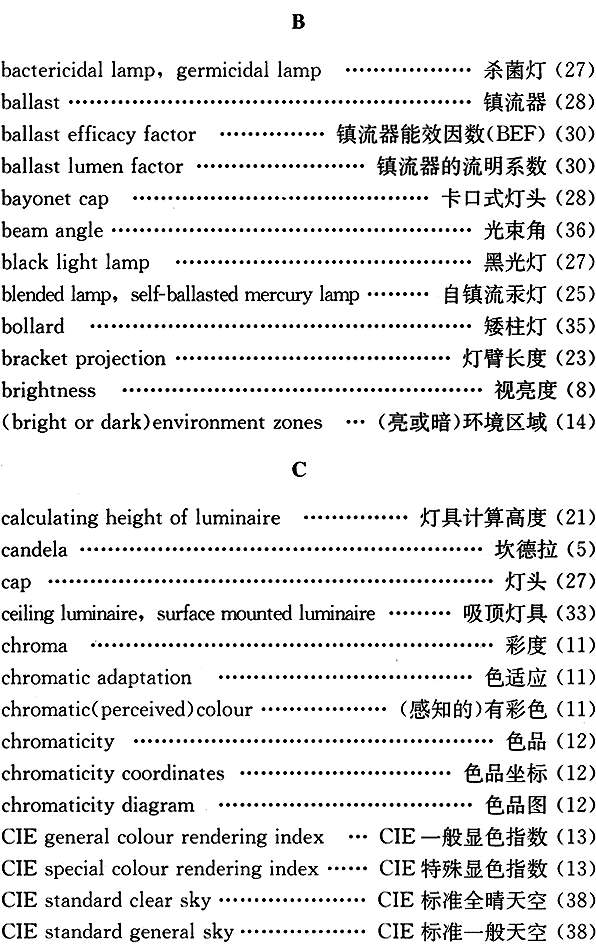 B
bactericidal lamp, germicidal lamp ………………… 杀菌灯 (27)
ballast ………………………………………………… 镇流器 (28)
ballast efficacy factor …………… 镇流器能效因数(BEF) (30)
ballast lumen factor …………………… 镇流器的流明系数 (30)
bayonet cap …………………………………… 卡口式灯头 (28)
beam angle …………………………………………… 光束角 (36)
black light lamp …………………………………… 黑光灯 (27)
blended lamp, self-ballasted mercury lamp ……… 自镇流汞灯 (25)
bollard ……………………………………………… 矮柱灯 (35)
bracket projection ………………………………… 灯臂长度 (23)
brightness …………………………………………… 视亮度 (8)
(bright or dark)environment zones … (亮或暗)环境区域 (14)
C
calculating height of luminaire …………… 灯具计算高度 (21)
candela ………………………………………………… 坎德拉 (5)
cap ……………………………………………………… 灯头 (27)
ceiling luminaire, surface mounted luminaire ……… 吸顶灯具 (33)
chroma ………………………………………………… 彩度 (11)
chromatic adaptation ……………………………… 色适应 (11)
chromatic(perceived)colour ……………… (感知的)有彩色 (11)
chromaticity …………………………………………… 色品 (12)
chromaticity coordinates …………………………… 色品坐标 (12)
chromaticity diagram ……………………………… 色品图 (12)
CIE general colour rendering index … CIE 一般显色指数 (13)
CIE special colour rendering index …… CIE 特殊显色指数 (13)
CIE standard clear sky ………………… CIE 标准全晴天空 (38)
CIE standard general sky ……………… CIE 标准一般天空 (38)